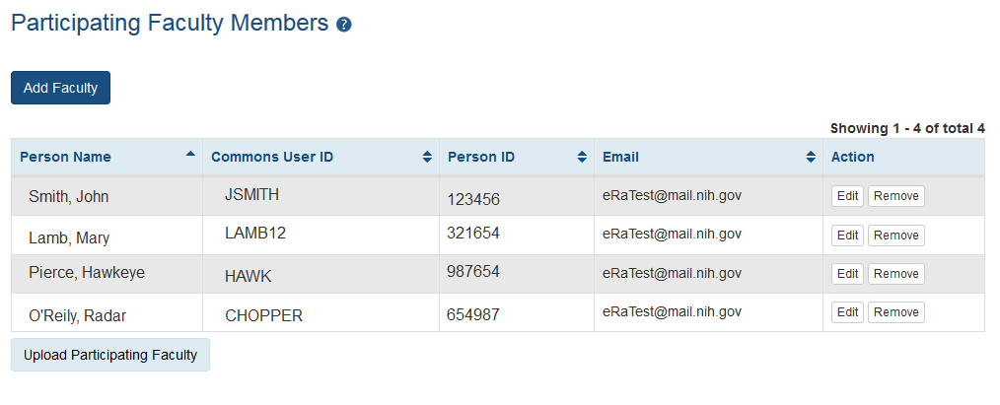 Participating Faculty Members ?
Add Faculty
Showing 1 - 4 of total 4
Person Name Commons User ID Person ID Email Action
Smith, John JSMITH 123456 eRaTest@mail.nih.gov Edit Remove
Lamb, Mary LAMB12 321654 eRaTest@mail.nih.gov Edit Remove
Pierce, Hawkeye HAWK 987654 eRaTest@mail.nih.gov Edit Remove
O'Reily, Radar CHOPPER 654987 eRaTest@mail.nih.gov Edit Remove
Upload Participating Faculty